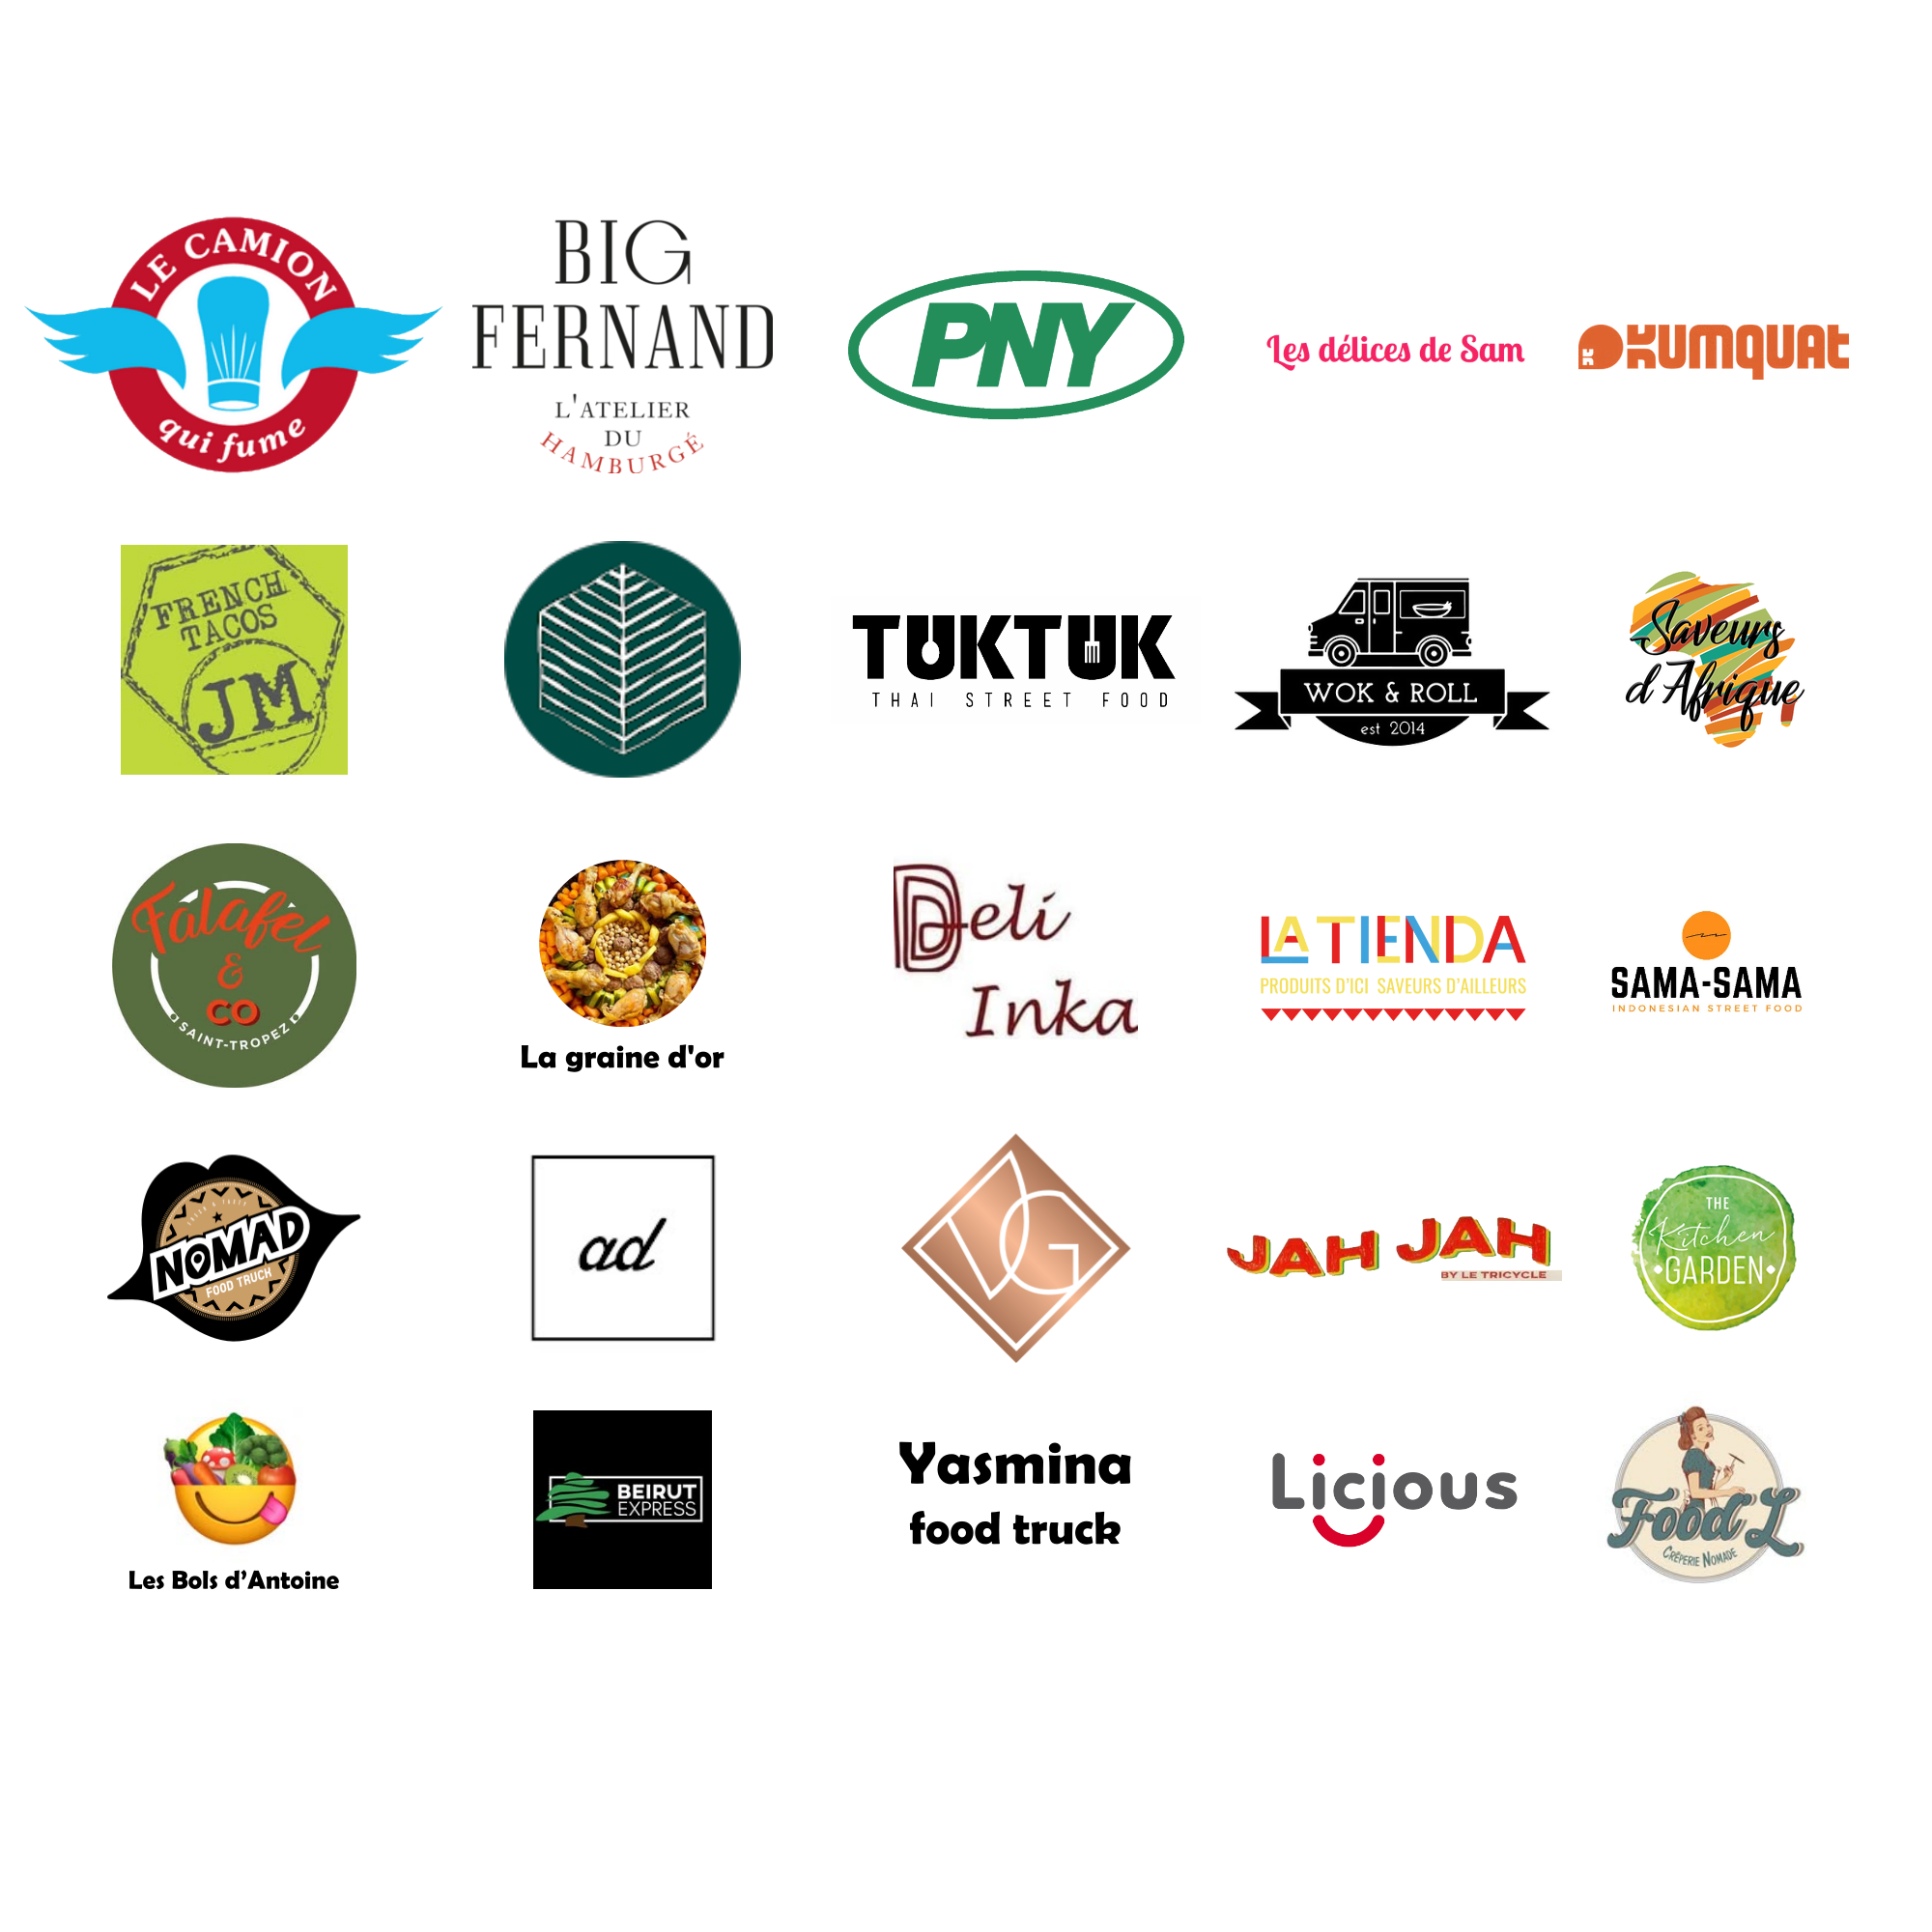 LE CAMION
qui fume
BIG
FERNAND
L'ATELIER
DU
HAMBURGÉ
PNY
Les délices de Sam
KUMQUAT
FRENCH
TACOS
JM
TUKTUK
THAI STREET FOOD
WOK & ROLL
est 2014
Saveurs
d'Afrique
Falafel
&
CO
SAINT-TROPEZ
La graine d'or
Deli
Inka
LA TIENDA
PRODUITS D'ICI SAVEURS D'AILLEURS
SAMA-SAMA
INDONESIAN STREET FOOD
NOMAD
FOOD TRUCK
ad
DG
JAH JAH
BY LE TRICYCLE
THE
Kitchen
GARDEN
Les Bols d'Antoine
BEIRUT
EXPRESS
Yasmina
food truck
Licious
Food L
CRÊPERIE NOMADE